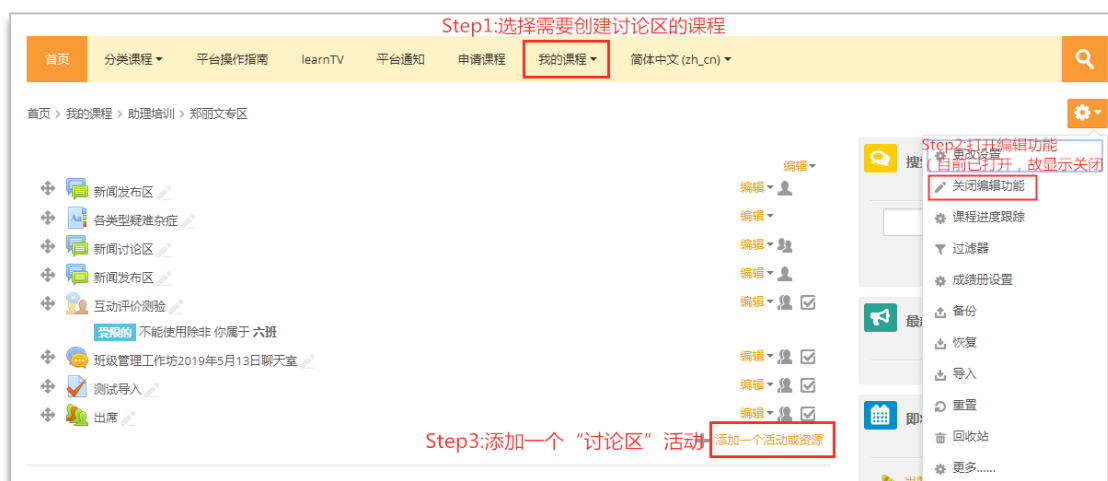 Step1:选择需要创建讨论区的课程
首页 分类课程 平台操作指南 learnTV 平台通知 申请课程 我的课程 简体中文 (zh_cn)
首页 > 我的课程 > 助理培训 > 郑丽文专区
编辑
新闻发布区 编辑
各类型疑难杂症 编辑
新闻讨论区 编辑
新闻发布区 编辑
互动评价测验 编辑
受限的 不能使用除非 你属于 六班
班级管理工作坊2019年5月13日聊天室 编辑
测试导入 编辑
出席 编辑
Step3:添加一个“讨论区”活动 添加一个活动或资源
Step2:打开编辑功能
更改设置
(目前已打开，故显示关闭
关闭编辑功能
课程进度跟踪
过滤器
成绩册设置
备份
恢复
导入
重置
回收站
更多......